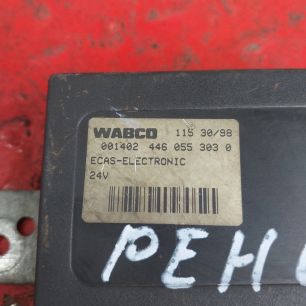 WABCO 115 30/98
001402 446 055 303 0
ECAS-ELECTRONIC
24V
РЕН